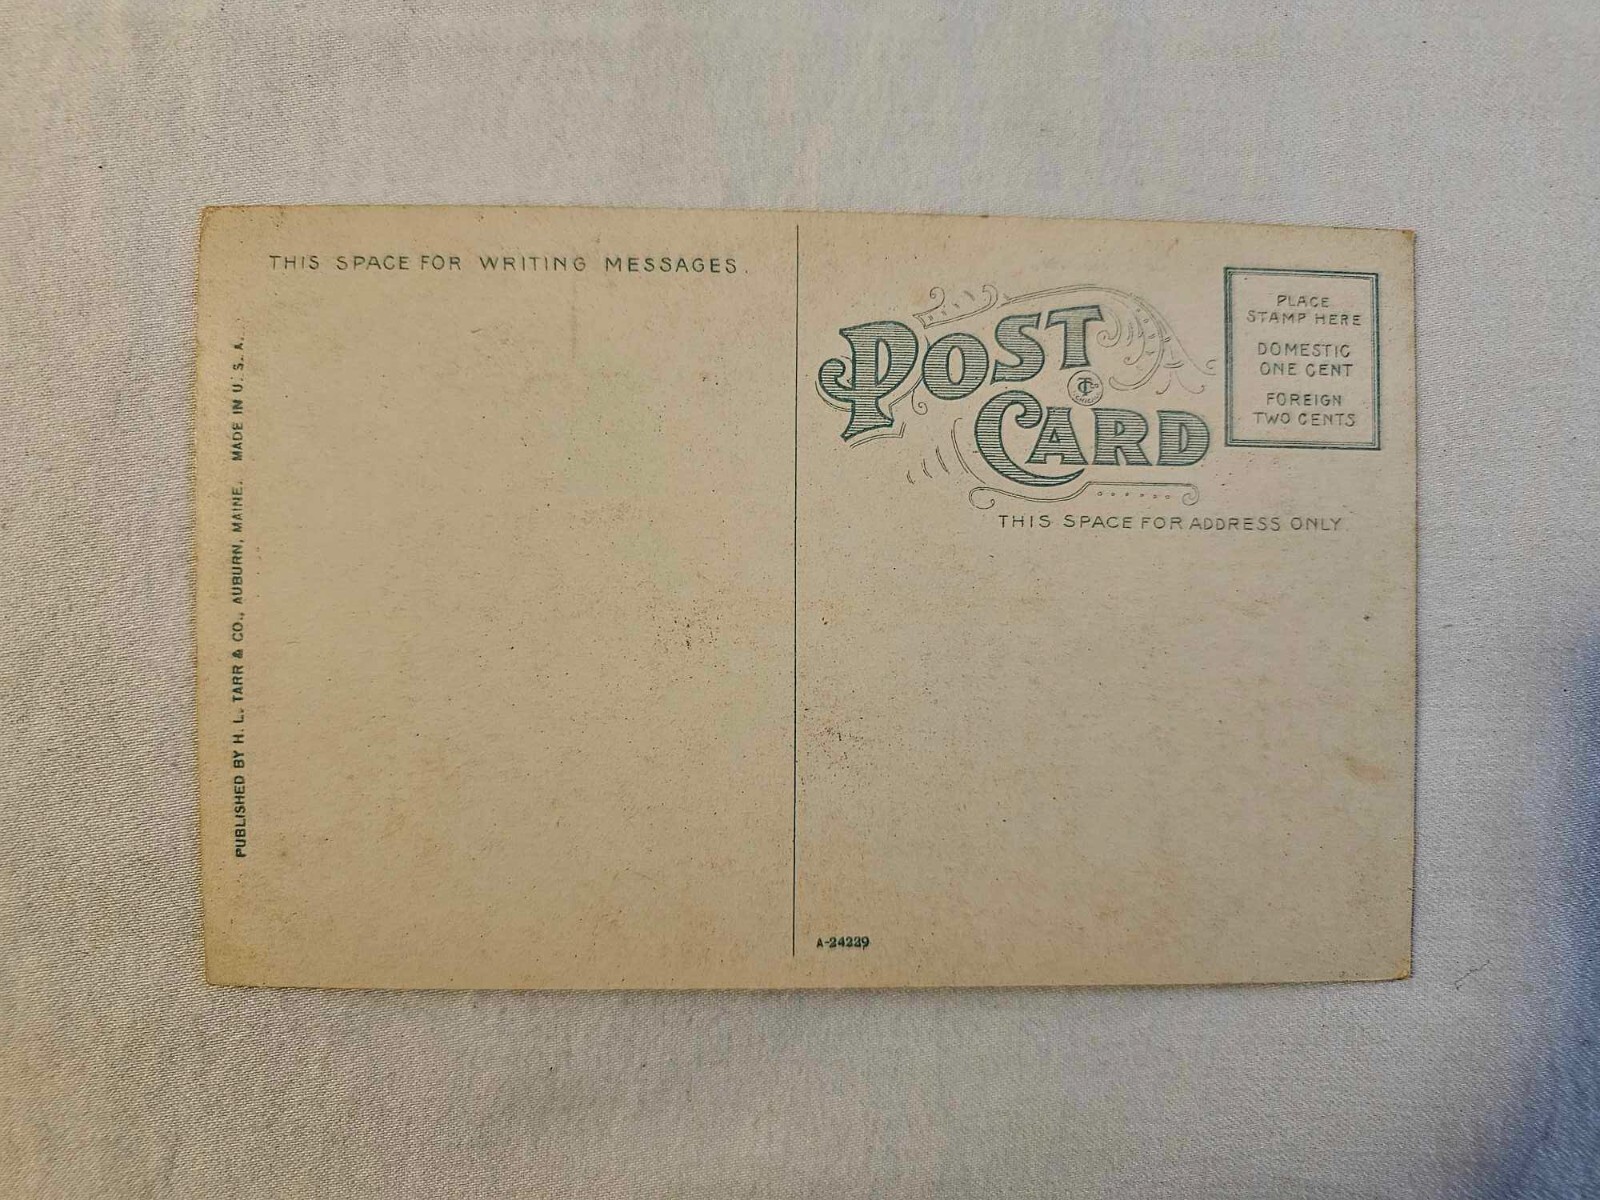 THIS SPACE FOR WRITING MESSAGES.
PUBLISHED BY H. L. TARR & CO., AUBURN, MAINE. MADE IN U. S. A.
POST
CARD
PLACE
STAMP HERE
DOMESTIC
ONE CENT
FOREIGN
TWO CENTS
THIS SPACE FOR ADDRESS ONLY.
A-24229